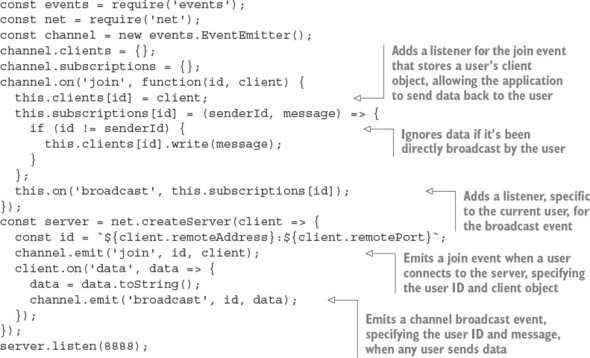 const events = require('events');
const net = require('net');
const channel = new events.EventEmitter();
channel.clients = {};
channel.subscriptions = {};
channel.on('join', function(id, client) {
  this.clients[id] = client;
  this.subscriptions[id] = (senderId, message) => {
    if (id != senderId) {
      this.clients[id].write(message);
    }
  };
  this.on('broadcast', this.subscriptions[id]);
});
const server = net.createServer(client => {
  const id = `${client.remoteAddress}:${client.remotePort}`;
  channel.emit('join', id, client);
  client.on('data', data => {
    data = data.toString();
    channel.emit('broadcast', id, data);
  });
});
server.listen(8888);
Adds a listener for the join event
that stores a user's client
object, allowing the application
to send data back to the user
Ignores data if it's been
directly broadcast by the user
Adds a listener, specific
to the current user, for
the broadcast event
Emits a join event when a user
connects to the server, specifying
the user ID and client object
Emits a channel broadcast event,
specifying the user ID and message,
when any user sends data